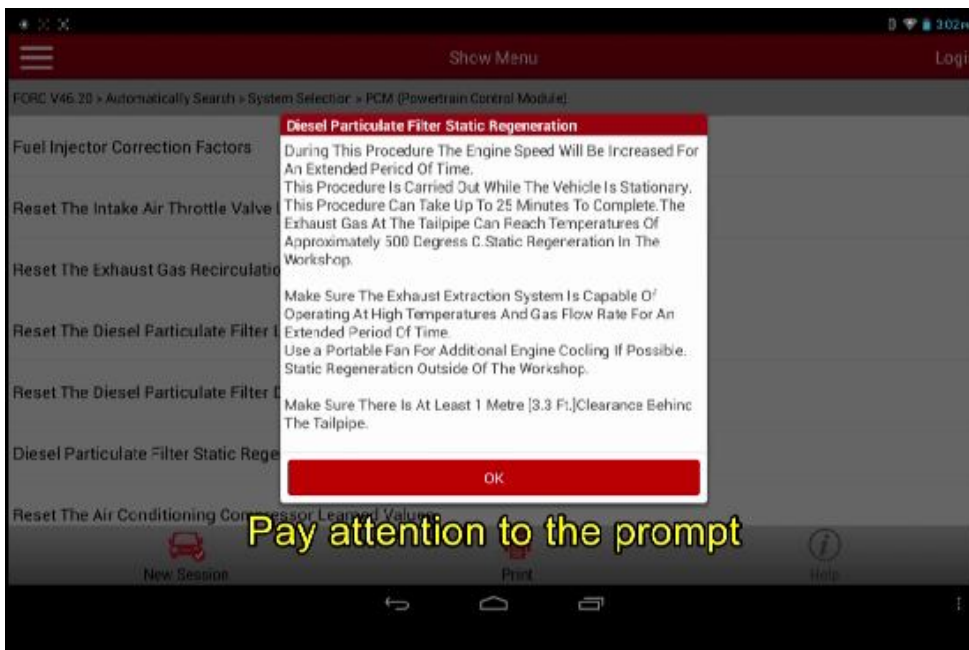 3:02PM
Show Menu
Logi
FORD V46.20 > Automatically Search > System Selection > PCM (Powertrain Control Module)
Fuel Injector Correction Factors
Reset The Intake Air Throttle Valve
Reset The Exhaust Gas Recirculatio
Reset The Diesel Particulate Filter L
Reset The Diesel Particulate Filter D
Diesel Particulate Filter Static Rege
Reset The Air Conditioning Compressor Learned Values
Diesel Particulate Filter Static Regeneration
During This Procedure The Engine Speed Will Be Increased For
An Extended Period Of Time.
This Procedure Is Carried Out While The Vehicle Is Stationary.
This Procedure Can Take Up To 25 Minutes To Complete.The
Exhaust Gas At The Tailpipe Can Reach Temperatures Of
Approximately 500 Degress C.Static Regeneration In The
Workshop.
Make Sure The Exhaust Extraction System Is Capable Of
Operating At High Temperatures And Gas Flow Rate For An
Extended Period Of Time.
Use a Portable Fan For Additional Engine Cooling If Possible.
Static Regeneration Outside Of The Workshop.
Make Sure There Is At Least 1 Metre [3.3 Ft.]Clearance Behind
The Tailpipe.
OK
Pay attention to the prompt
New Session
Print
Help